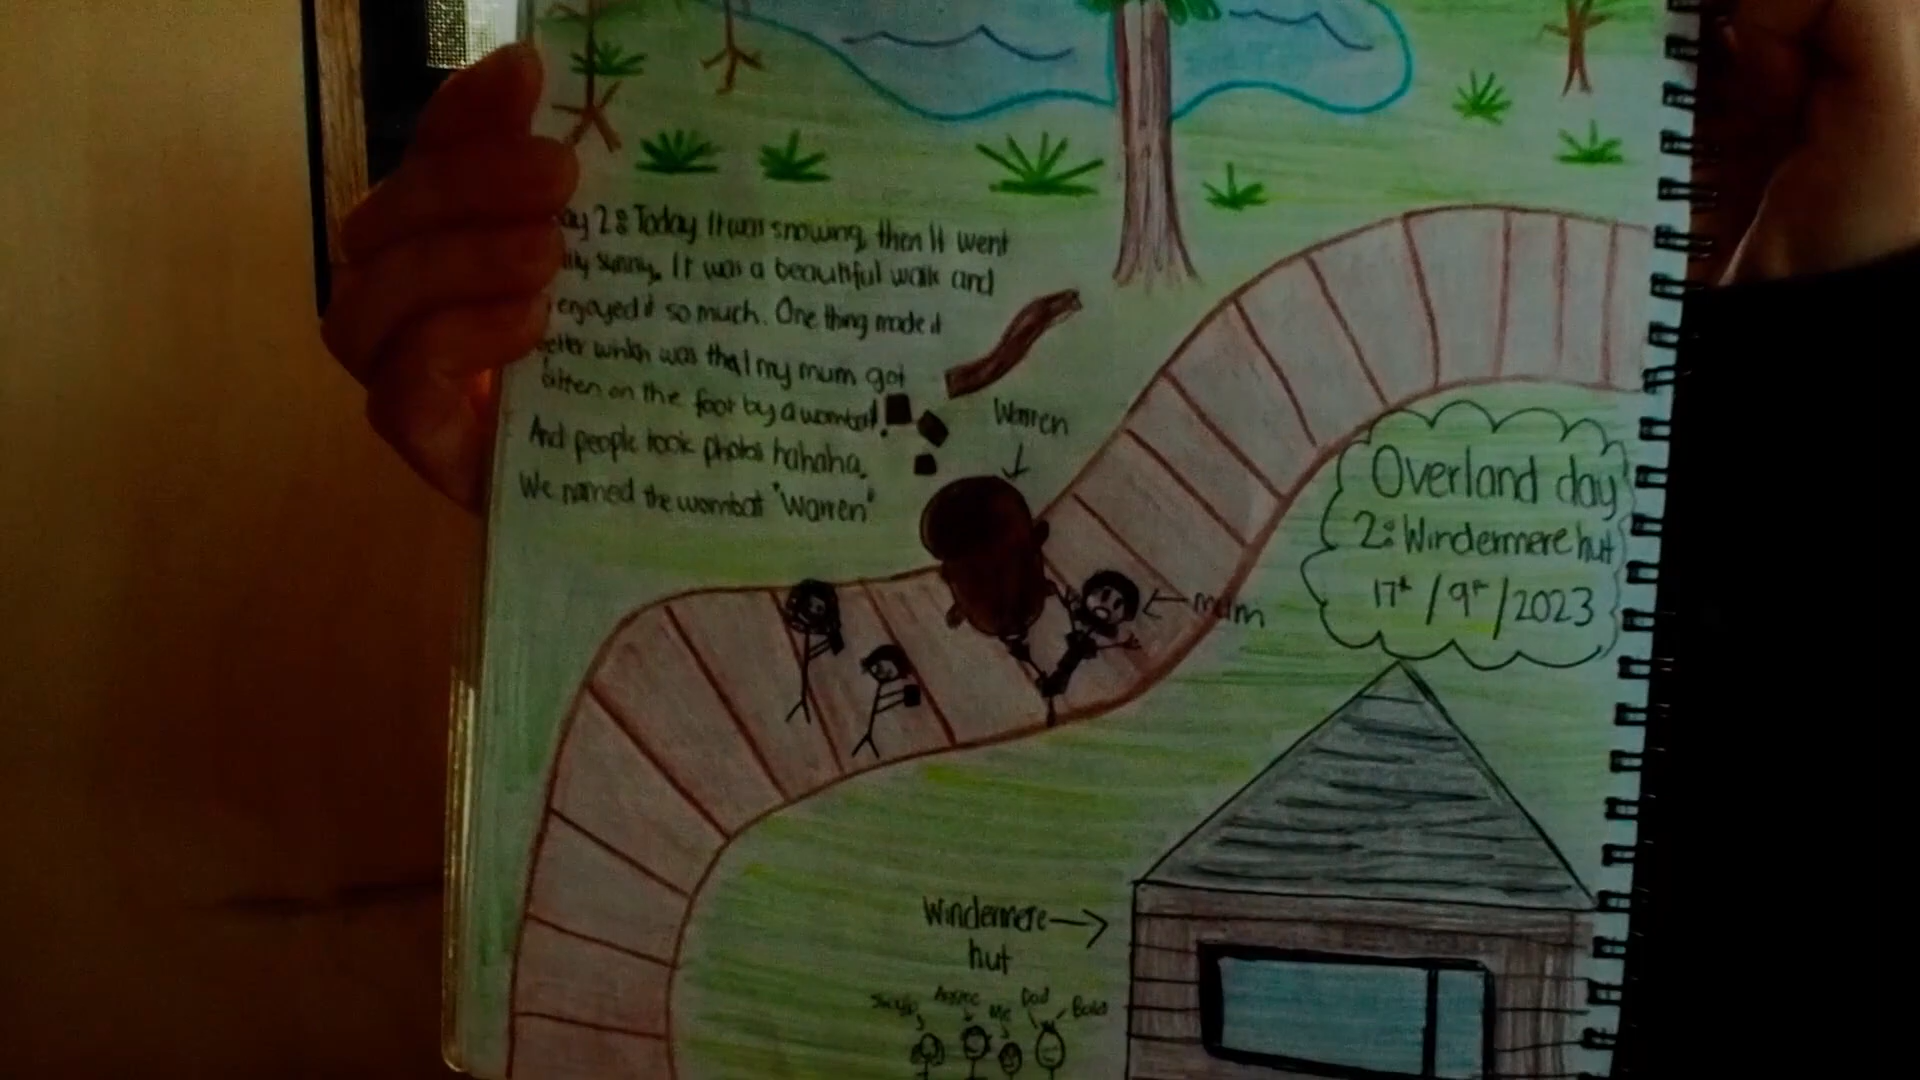 ay 2: Today It was snowing, then It went
sunny. It was a beautiful walk and
I enjoyed it so much. One thing made it
better which was that my mum got
bitten on the foot by a wombat!
And people took photos hahaha.
We named the wombat "Warren"
Warren
mum
Overland day
2: Windermere hut
17th / 9th / 2023
Windermere
hut
Me
Dad
Bald